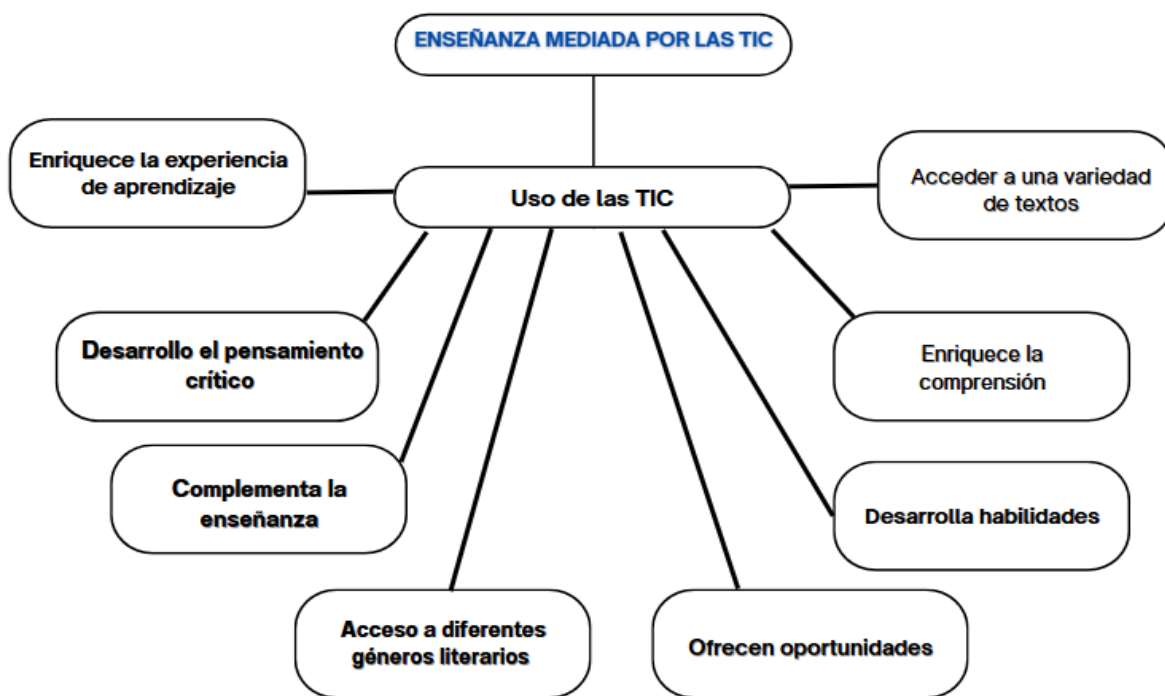 ENSEÑANZA MEDIADA POR LAS TIC
Enriquece la experiencia
de aprendizaje
Uso de las TIC
Acceder a una variedad
de textos
Desarrollo el pensamiento
crítico
Enriquece la
comprensión
Complementa la
enseñanza
Desarrolla habilidades
Acceso a diferentes
géneros literarios
Ofrecen oportunidades